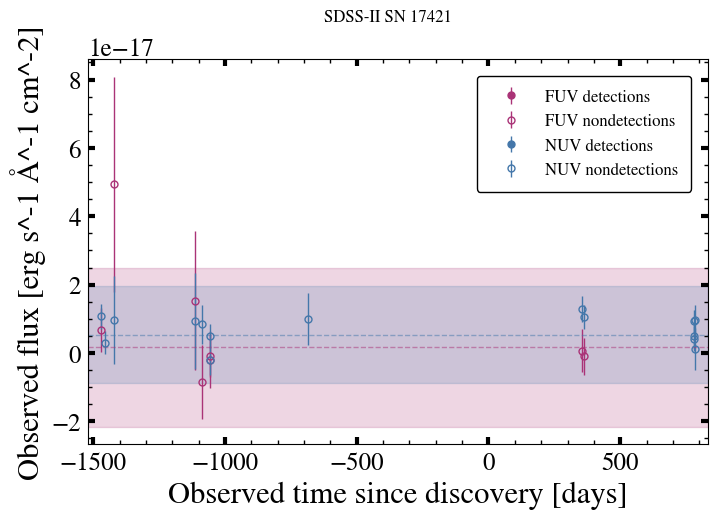 SDSS-II SN 17421
1e−17
Observed flux [erg s^-1 Å^-1 cm^-2]
8
6
4
2
0
−2
FUV detections
FUV nondetections
NUV detections
NUV nondetections
−1500 −1000 −500 0 500
Observed time since discovery [days]